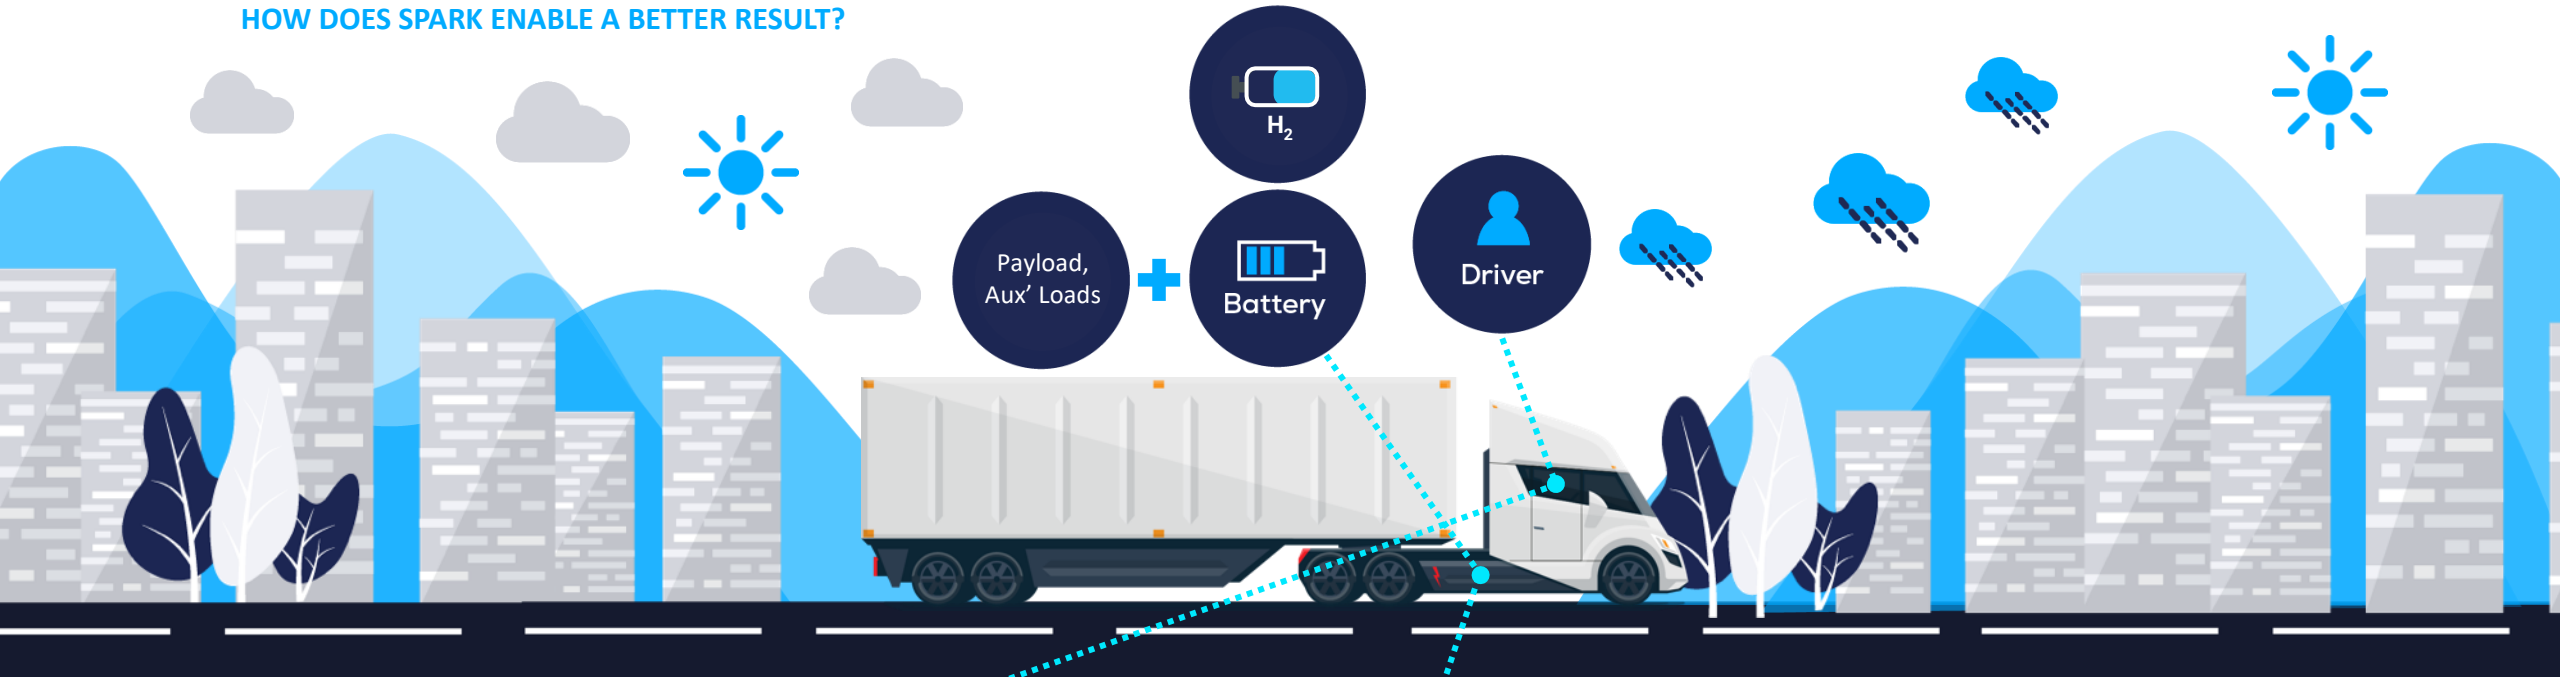 HOW DOES SPARK ENABLE A BETTER RESULT?
H₂
Payload,
Aux’ Loads
Battery
Driver